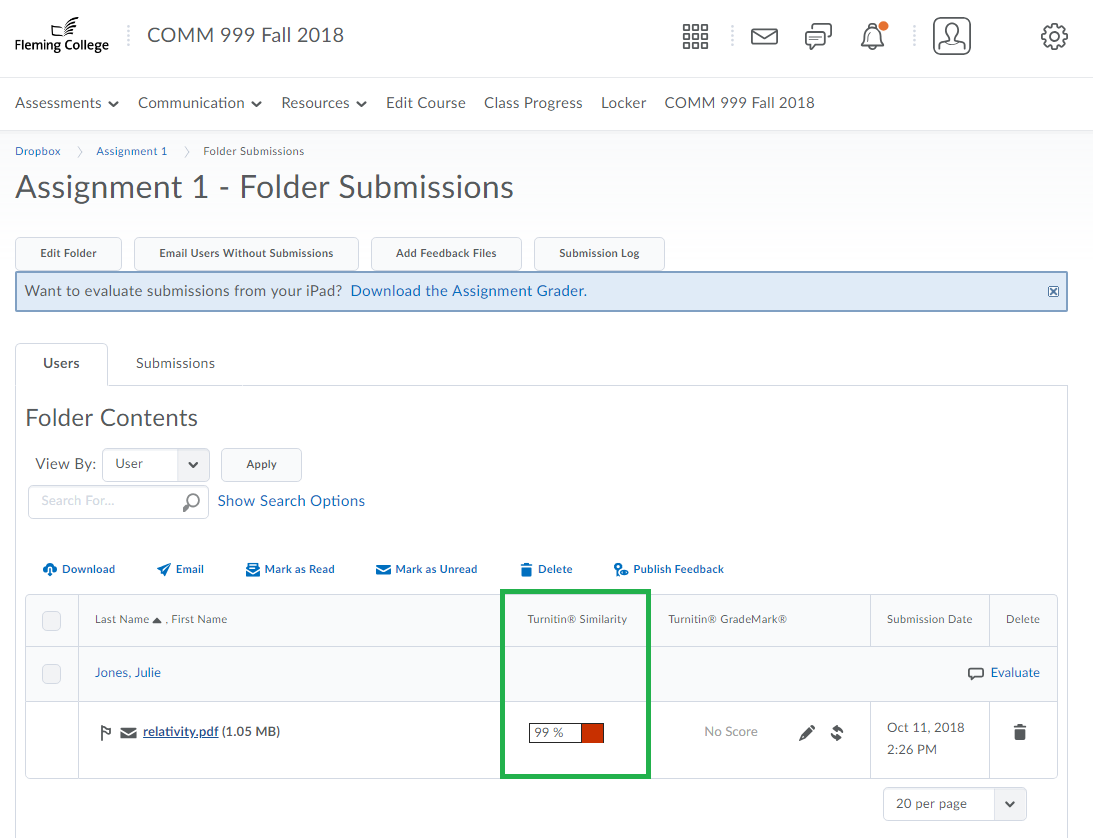 Fleming College
COMM 999 Fall 2018
Assessments Communication Resources Edit Course Class Progress Locker COMM 999 Fall 2018
Dropbox Assignment 1 Folder Submissions
Assignment 1 - Folder Submissions
Edit Folder Email Users Without Submissions Add Feedback Files Submission Log
Want to evaluate submissions from your iPad? Download the Assignment Grader.
Users Submissions
Folder Contents
View By: User Apply
Search For... Show Search Options
Download Email Mark as Read Mark as Unread Delete Publish Feedback
Last Name , First Name Turnitin® Similarity Turnitin® GradeMark® Submission Date Delete
Jones, Julie Evaluate
relativity.pdf (1.05 MB) 99 % No Score Oct 11, 2018
2:26 PM
20 per page